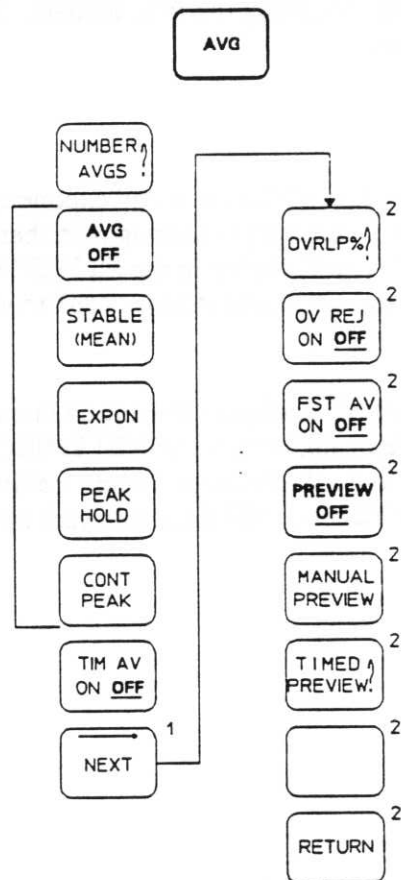 AVG
NUMBER?
AVGS
AVG
OFF
STABLE
(MEAN)
EXPON
PEAK
HOLD
CONT
PEAK
TIM AV
ON OFF
1
NEXT
2
OVRLP%?
2
OV REJ
ON OFF
2
FST AV
ON OFF
2
PREVIEW
OFF
2
MANUAL
PREVIEW
2
TIMED?
PREVIEW
2
2
RETURN